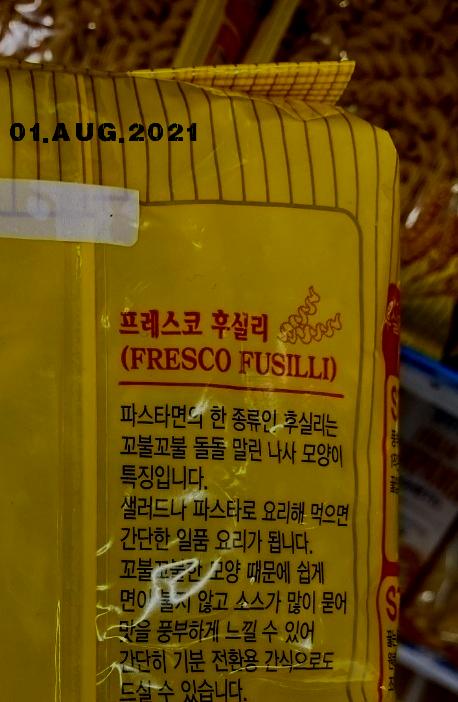 01.AUG.2021
프레스코 후실리
(FRESCO FUSILLI)
파스타면의 한 종류인 후실리는
꼬불꼬불 돌돌 말린 나사 모양이
특징입니다.
샐러드나 파스타로 요리해 먹으면
간단한 일품 요리가 됩니다.
꼬불꼬불한 모양 때문에 쉽게
면이 불지 않고 소스가 많이 묻어
맛을 풍부하게 느낄 수 있어
간단히 기분 전환용 간식으로도
드실 수 있습니다.